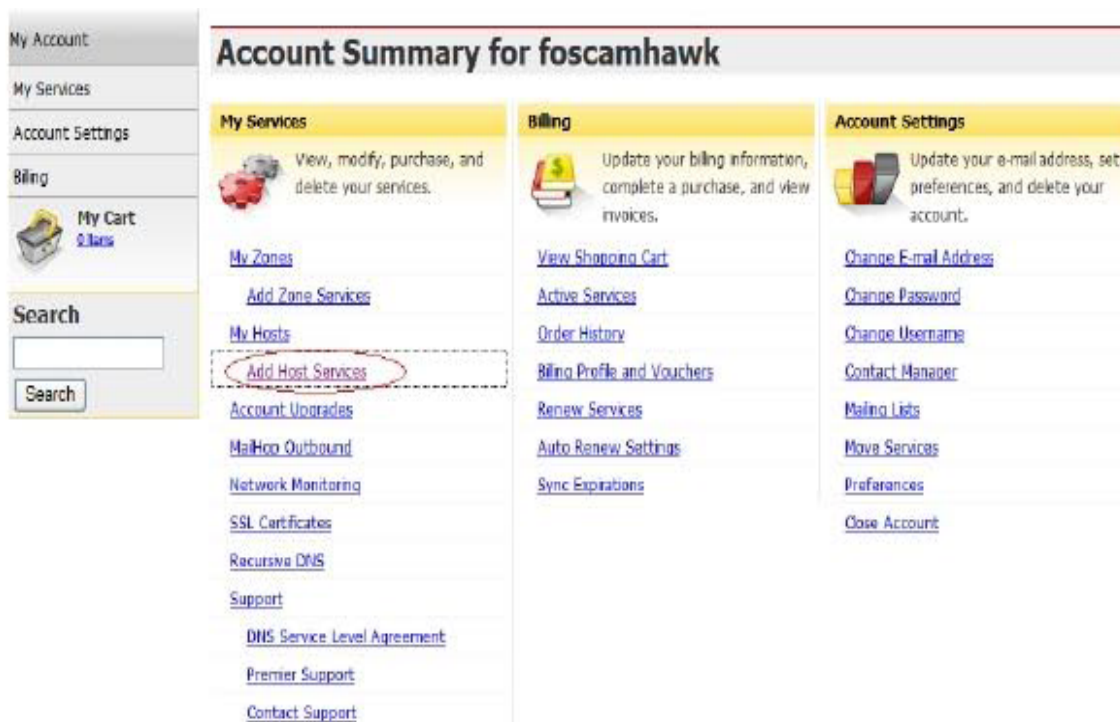 My Account
My Services
Account Settings
Billing
My Cart
0 Items
Search
Search
Account Summary for foscamhawk
My Services
View, modify, purchase, and
delete your services.
My Zones
Add Zone Services
My Hosts
Add Host Services
Account Upgrades
MailHop Outbound
Network Monitoring
SSL Certificates
Recursive DNS
Support
DNS Service Level Agreement
Premier Support
Contact Support
Billing
Update your billing information,
complete a purchase, and view
invoices.
View Shopping Cart
Active Services
Order History
Billing Profile and Vouchers
Renew Services
Auto Renew Settings
Sync Expirations
Account Settings
Update your e-mail address, set
preferences, and delete your
account.
Change E-mail Address
Change Password
Change Username
Contact Manager
Mailing Lists
Move Services
Preferences
Close Account